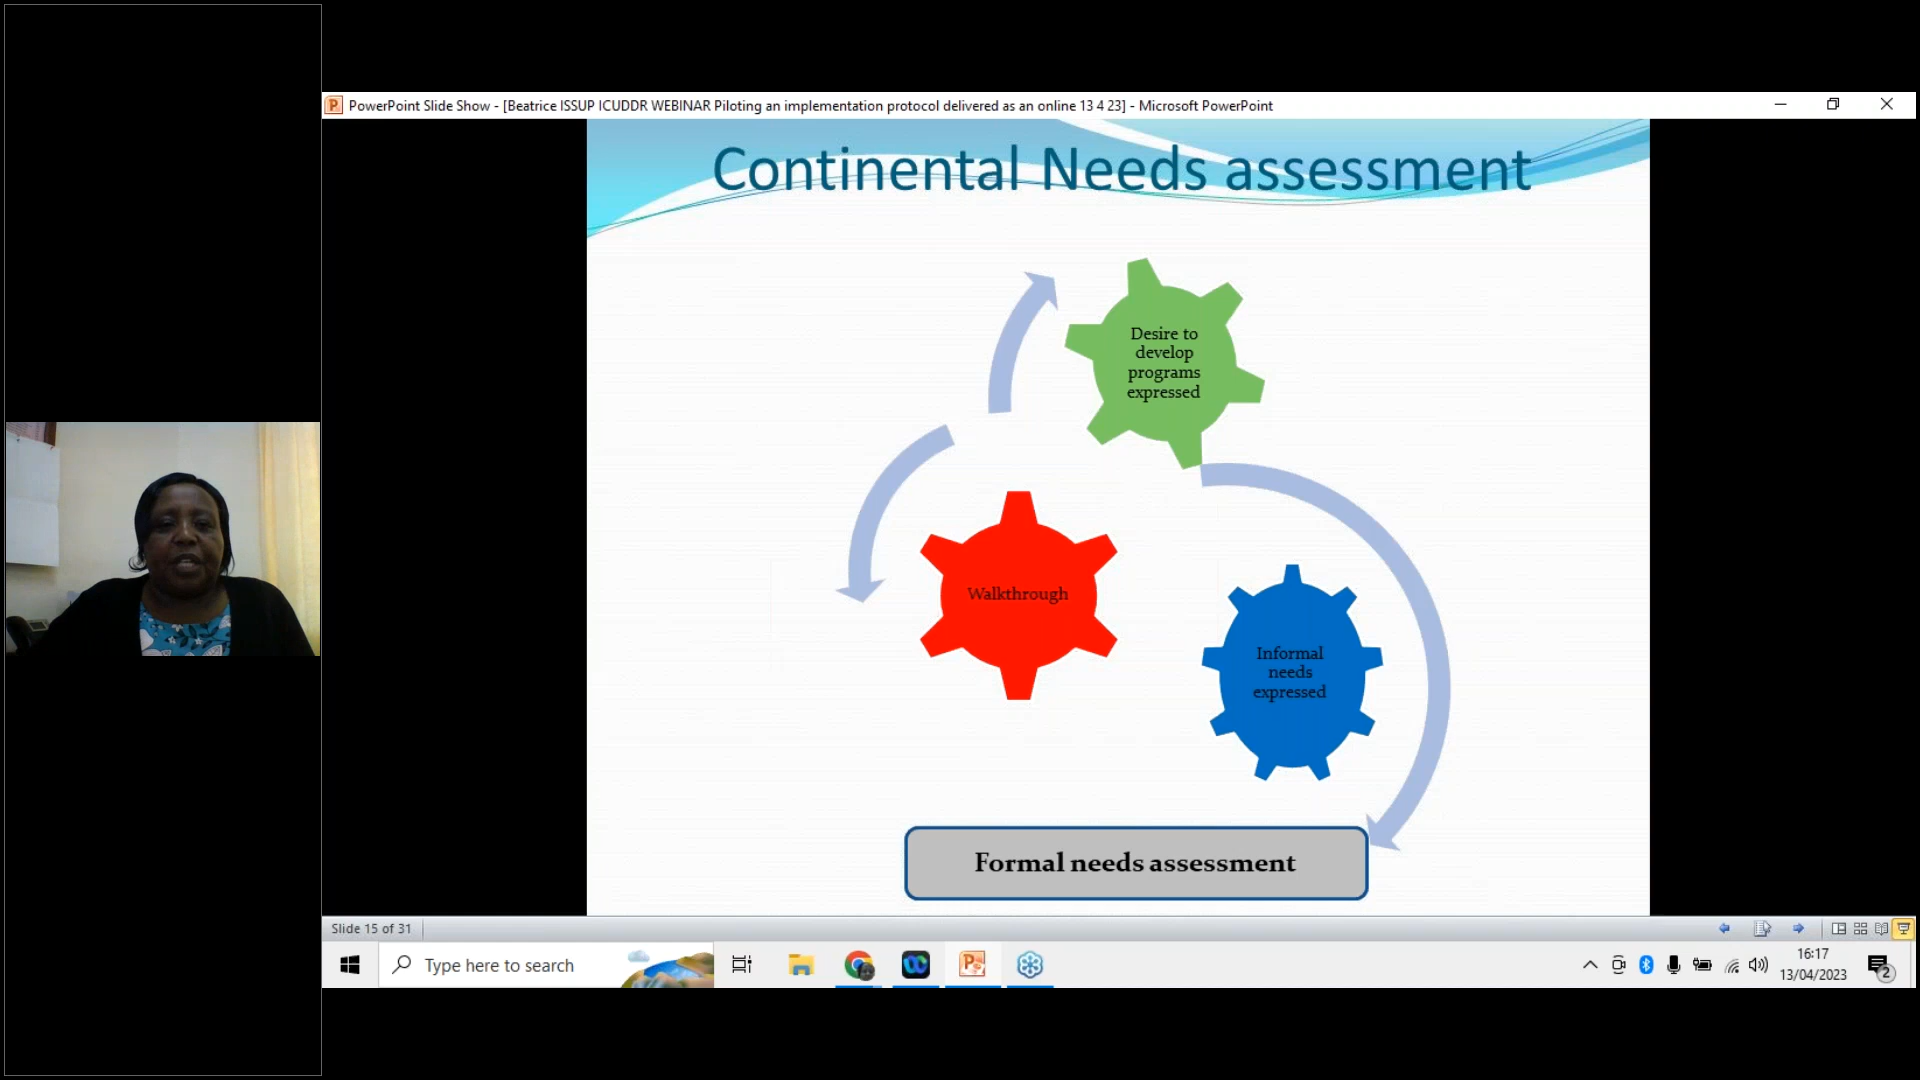 PowerPoint Slide Show - [Beatrice ISSUP ICUDDR WEBINAR Piloting an implementation protocol delivered as an online 13 4 23] - Microsoft PowerPoint
Continental Needs assessment
Desire to
develop
programs
expressed
Walkthrough
Informal
needs
expressed
Formal needs assessment
Slide 15 of 31
Type here to search
16:17
13/04/2023
2